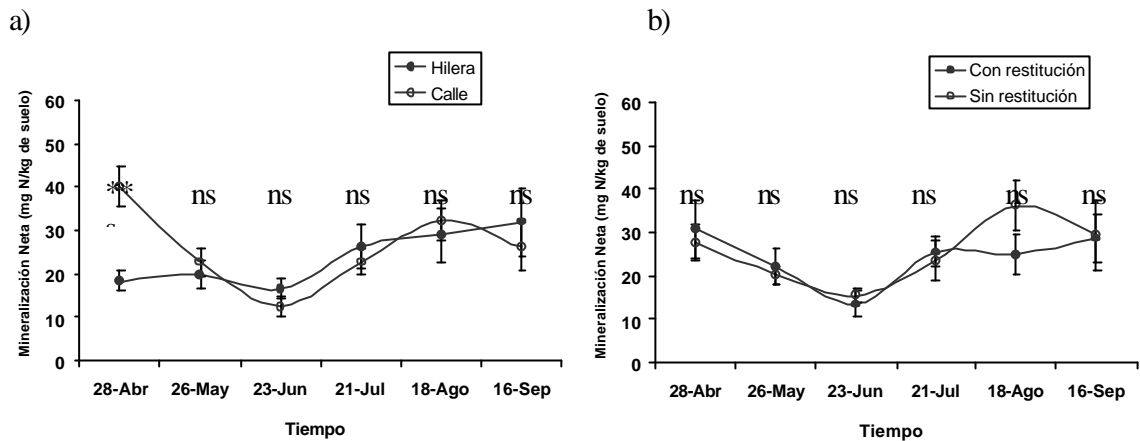 a)
Hilera
Calle
Mineralización Neta (mg N/kg de suelo)
60
50
40
30
20
10
0
** ns ns ns ns ns
28-Abr 26-May 23-Jun 21-Jul 18-Ago 16-Sep
Tiempo
b)
Con restitución
Sin restitución
Mineralización Neta (mg N/kg de suelo)
60
50
40
30
20
10
0
ns ns ns ns ns ns
28-Abr 26-May 23-Jun 21-Jul 18-Ago 16-Sep
Tiempo